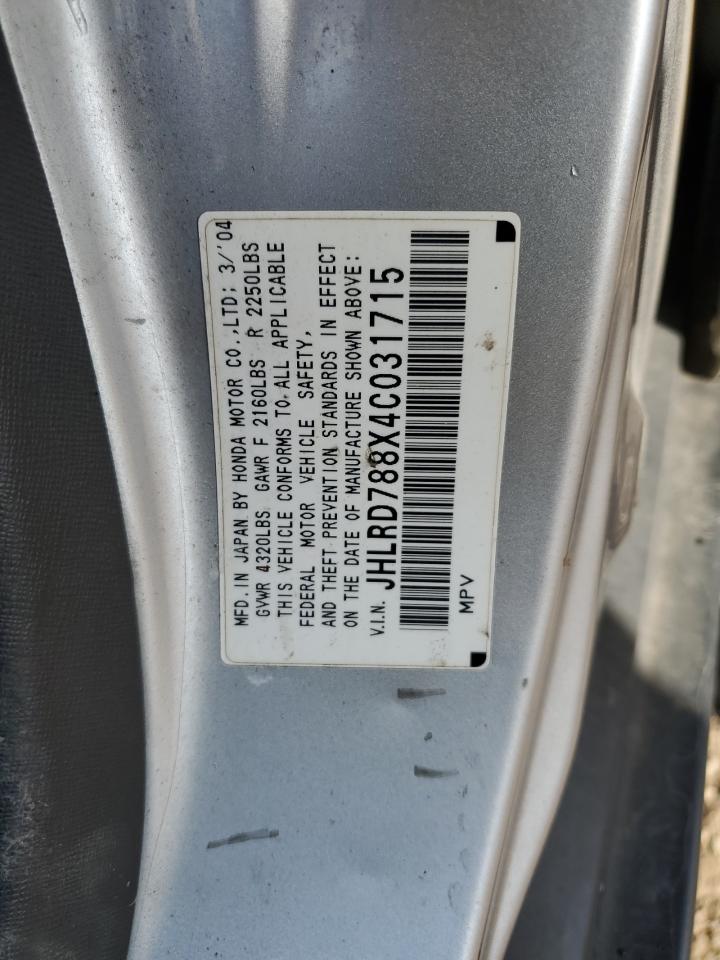 MFD. IN JAPAN BY HONDA MOTOR CO.,LTD: 3/'04
GVWR 4320LBS GAWR F 2160LBS R 2250LBS
THIS VEHICLE CONFORMS TO ALL APPLICABLE
FEDERAL MOTOR VEHICLE SAFETY,
AND THEFT PREVENTION STANDARDS IN EFFECT
ON THE DATE OF MANUFACTURE SHOWN ABOVE:
V.I.N. JHLRD788X4C031715
MPV